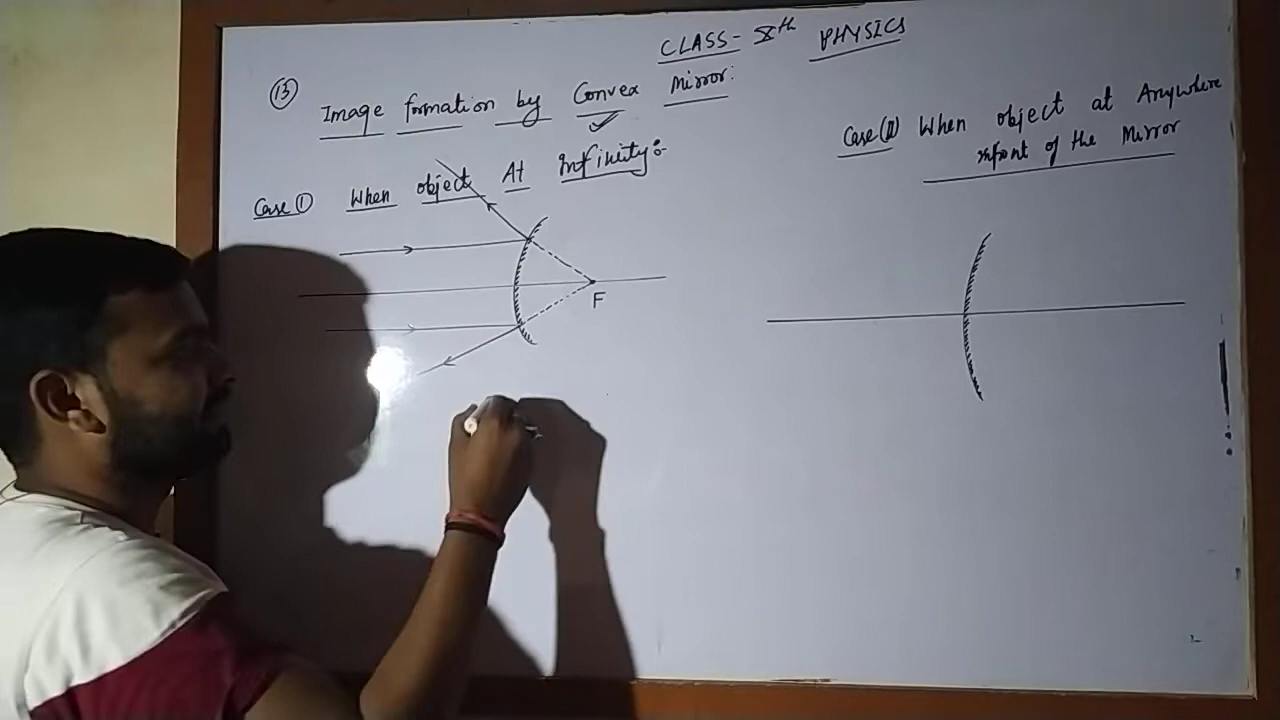 CLASS- Xth PHYSICS
(13) Image formation by Convex Mirror:
Case (I) When object At Infinity:-
F
Case (II) When object at Anywhere
infront of the Mirror